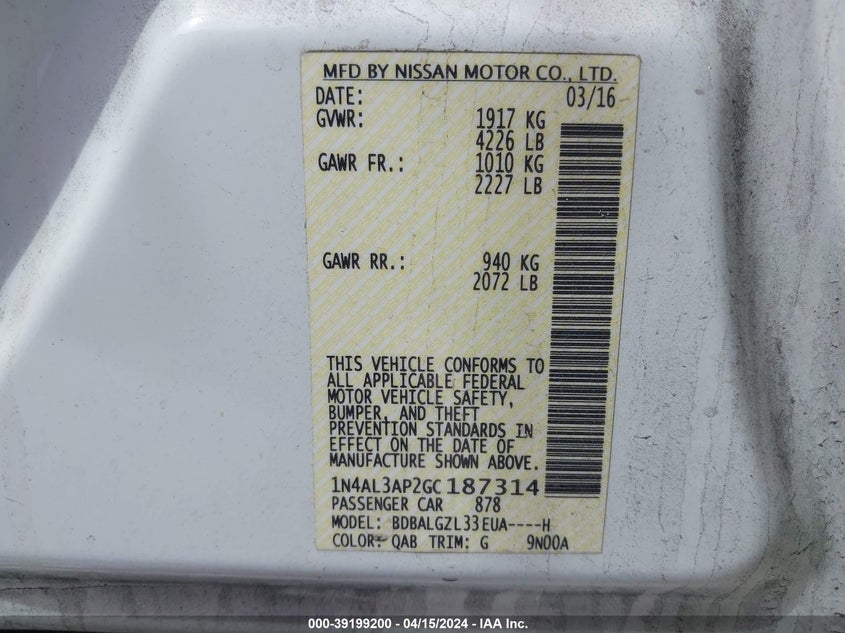 MFD BY NISSAN MOTOR CO., LTD.
DATE: 03/16
GVWR: 1917 KG
4226 LB
GAWR FR.: 1010 KG
2227 LB
GAWR RR.: 940 KG
2072 LB
THIS VEHICLE CONFORMS TO
ALL APPLICABLE FEDERAL
MOTOR VEHICLE SAFETY,
BUMPER, AND THEFT
PREVENTION STANDARDS IN
EFFECT ON THE DATE OF
MANUFACTURE SHOWN ABOVE.
1N4AL3AP2GC187314
PASSENGER CAR 878
MODEL: BDBALGZL33EUA----H
COLOR: QAB TRIM: G 9N00A
000-39199200 - 04/15/2024 - IAA Inc.